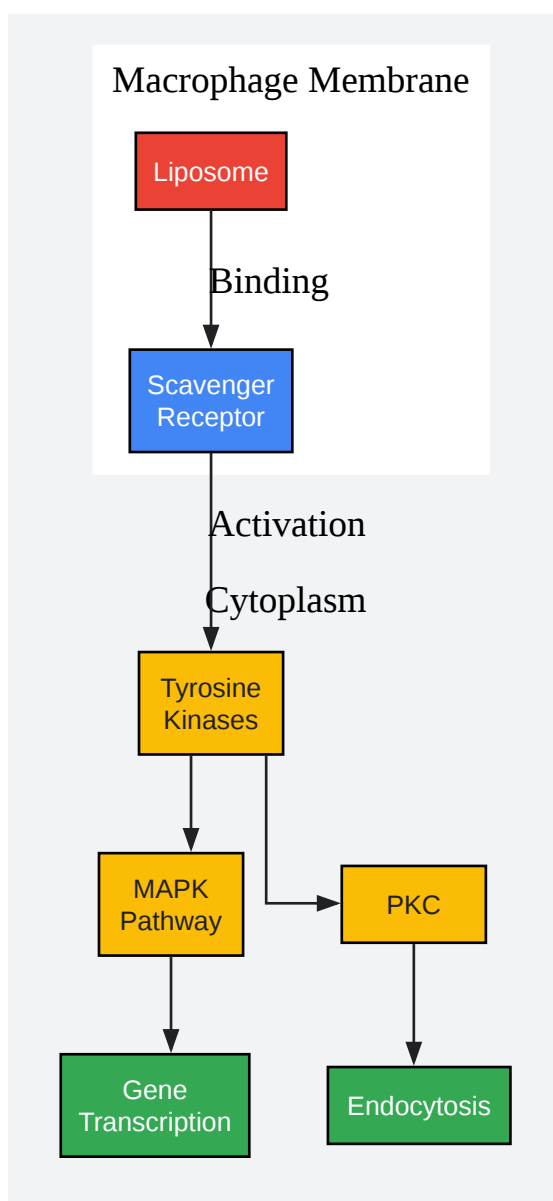 Macrophage Membrane
Liposome
Binding
Scavenger
Receptor
Activation
Cytoplasm
Tyrosine
Kinases
MAPK
Pathway
PKC
Gene
Transcription
Endocytosis